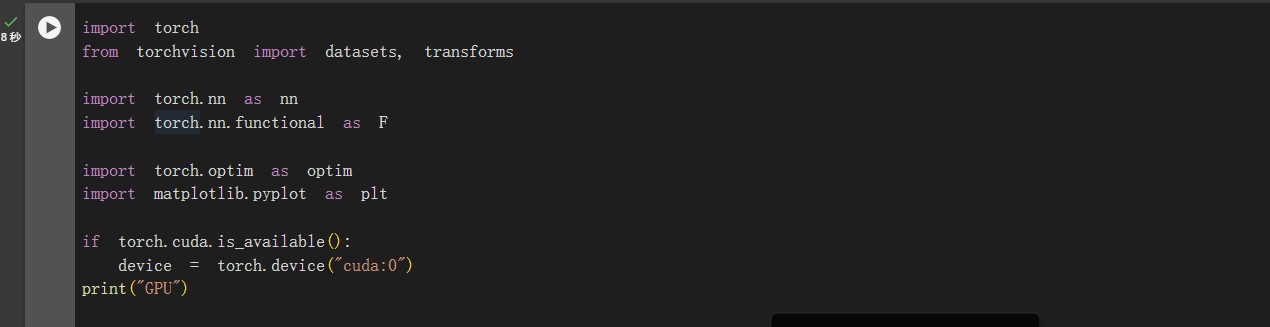 8秒
import torch
from torchvision import datasets, transforms
import torch.nn as nn
import torch.nn.functional as F
import torch.optim as optim
import matplotlib.pyplot as plt
if torch.cuda.is_available():
    device = torch.device("cuda:0")
print("GPU")